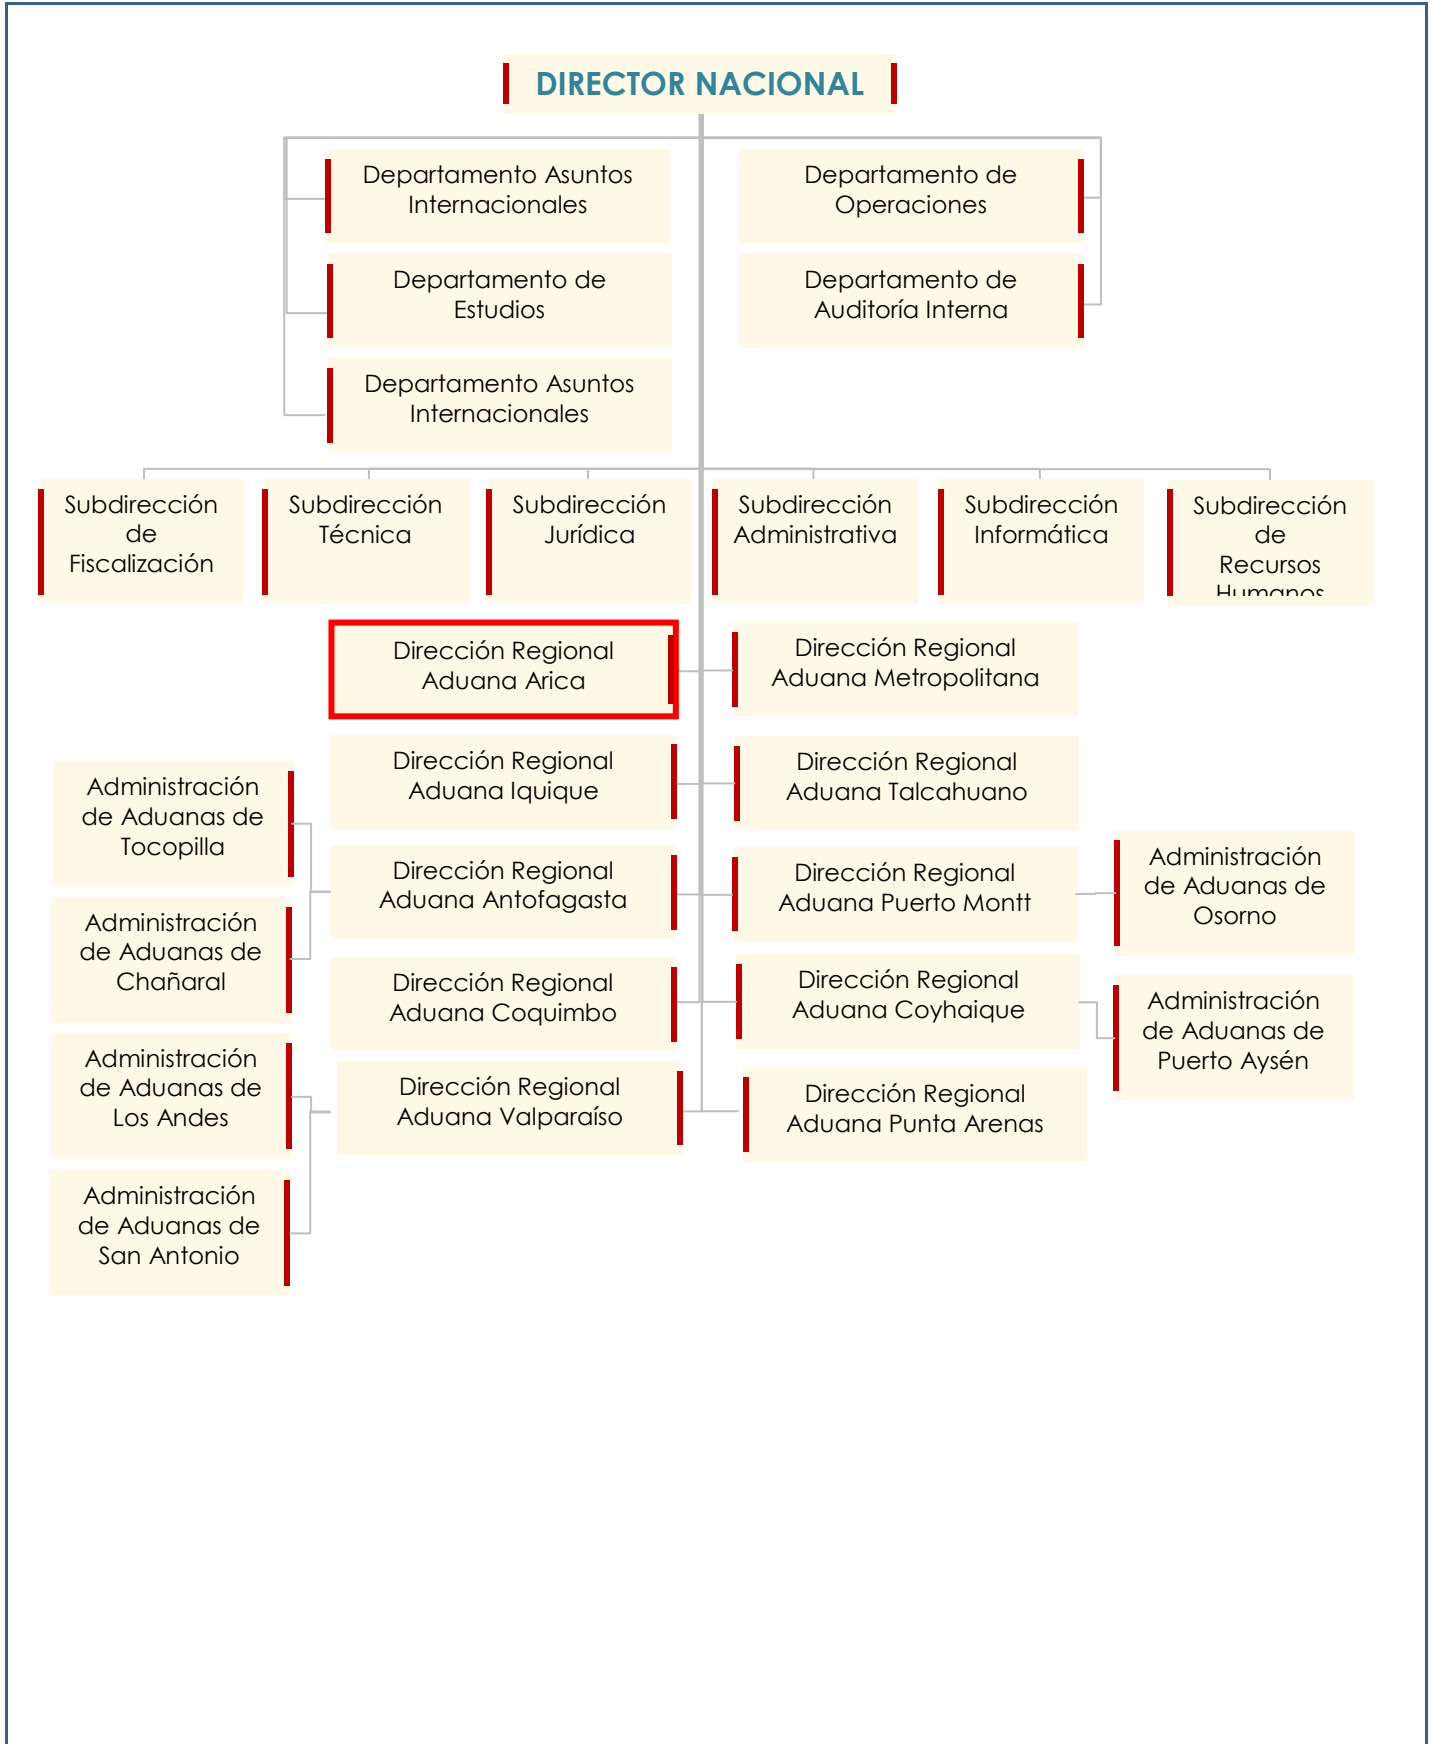 DIRECTOR NACIONAL
Departamento Asuntos
Internacionales
Departamento de
Operaciones
Departamento de
Estudios
Departamento de
Auditoría Interna
Departamento Asuntos
Internacionales
Subdirección
de
Fiscalización
Subdirección
Técnica
Subdirección
Jurídica
Subdirección
Administrativa
Subdirección
Informática
Subdirección
de
Recursos
Humanos
Dirección Regional
Aduana Arica
Dirección Regional
Aduana Metropolitana
Dirección Regional
Aduana Iquique
Dirección Regional
Aduana Talcahuano
Administración
de Aduanas de
Tocopilla
Dirección Regional
Aduana Antofagasta
Dirección Regional
Aduana Puerto Montt
Administración
de Aduanas de
Osorno
Administración
de Aduanas de
Chañaral
Dirección Regional
Aduana Coquimbo
Dirección Regional
Aduana Coyhaique
Administración
de Aduanas de
Puerto Aysén
Administración
de Aduanas de
Los Andes
Dirección Regional
Aduana Valparaíso
Dirección Regional
Aduana Punta Arenas
Administración
de Aduanas de
San Antonio